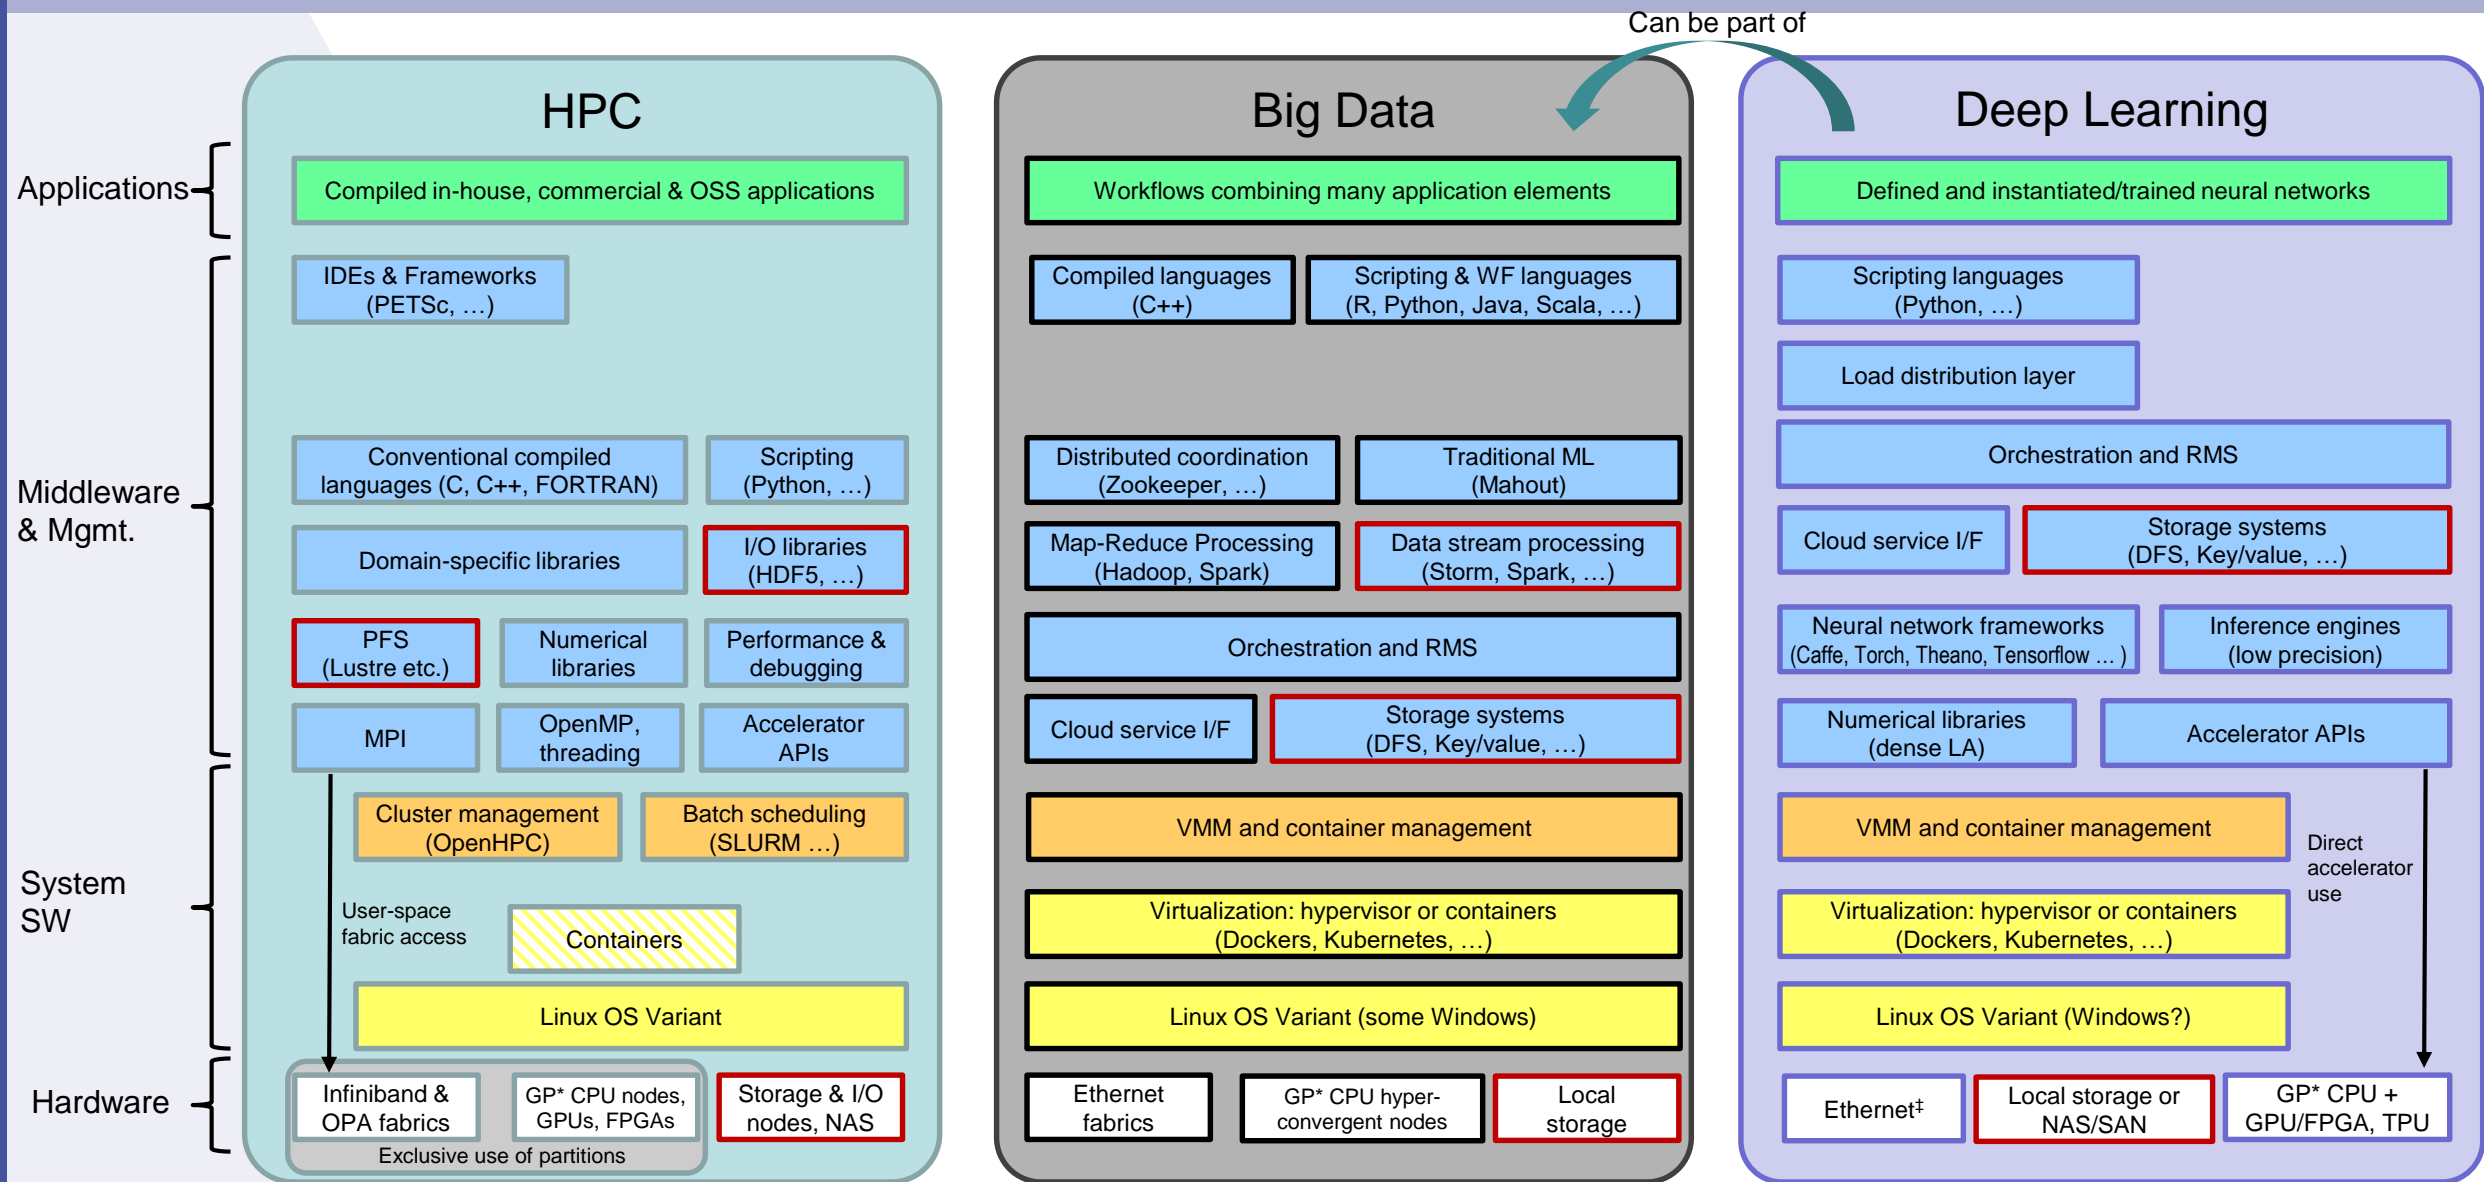 Can be part of
HPC
Big Data
Deep Learning
Applications
Compiled in-house, commercial & OSS applications
Workflows combining many application elements
Defined and instantiated/trained neural networks
Middleware
& Mgmt.
IDEs & Frameworks
(PETSc, …)
Conventional compiled
languages (C, C++, FORTRAN)
Scripting
(Python, …)
Domain-specific libraries
I/O libraries
(HDF5, …)
PFS
(Lustre etc.)
Numerical
libraries
Performance &
debugging
MPI
OpenMP,
threading
Accelerator
APIs
Compiled languages
(C++)
Scripting & WF languages
(R, Python, Java, Scala, …)
Distributed coordination
(Zookeeper, …)
Traditional ML
(Mahout)
Map-Reduce Processing
(Hadoop, Spark)
Data stream processing
(Storm, Spark, …)
Orchestration and RMS
Cloud service I/F
Storage systems
(DFS, Key/value, …)
Scripting languages
(Python, …)
Load distribution layer
Orchestration and RMS
Cloud service I/F
Storage systems
(DFS, Key/value, …)
Neural network frameworks
(Caffe, Torch, Theano, Tensorflow … )
Inference engines
(low precision)
Numerical libraries
(dense LA)
Accelerator APIs
System
SW
Cluster management
(OpenHPC)
Batch scheduling
(SLURM …)
User-space
fabric access
Containers
Linux OS Variant
VMM and container management
Virtualization: hypervisor or containers
(Dockers, Kubernetes, …)
Linux OS Variant (some Windows)
VMM and container management
Direct
accelerator
use
Virtualization: hypervisor or containers
(Dockers, Kubernetes, …)
Linux OS Variant (Windows?)
Hardware
Infiniband &
OPA fabrics
GP* CPU nodes,
GPUs, FPGAs
Storage & I/O
nodes, NAS
Exclusive use of partitions
Ethernet
fabrics
GP* CPU hyper-
convergent nodes
Local
storage
Ethernet‡
Local storage or
NAS/SAN
GP* CPU +
GPU/FPGA, TPU